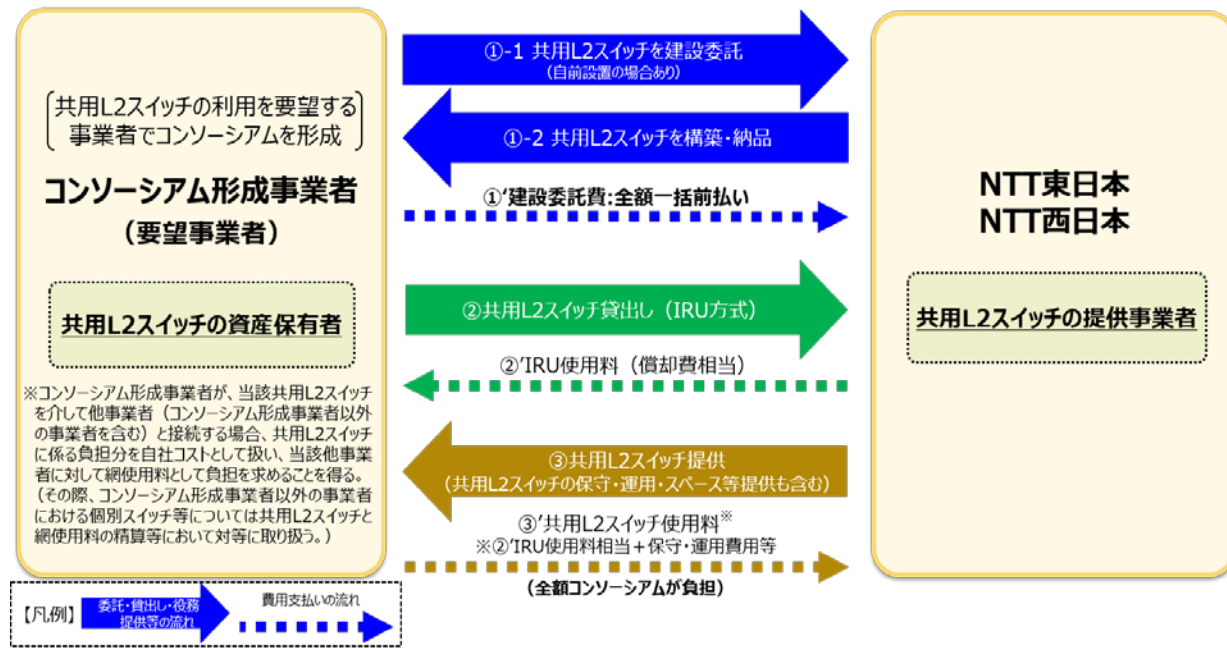 共用L2スイッチの利用を要望する
事業者でコンソーシアムを形成
コンソーシアム形成事業者
（要望事業者）
共用L2スイッチの資産保有者
※コンソーシアム形成事業者が、当該共用L2スイッチ
を介して他事業者（コンソーシアム形成事業者以外
の事業者を含む）と接続する場合、共用L2スイッチ
に係る負担分を自社コストとして扱い、当該他事業
者に対して網使用料として負担を求めることを得る。
（その際、コンソーシアム形成事業者以外の事業者
における個別スイッチ等については共用L2スイッチと
網使用料の精算等において対等に取り扱う。）
①-1 共用L2スイッチを建設委託
（自前設置の場合あり）
①-2 共用L2スイッチを構築・納品
①‘建設委託費:全額一括前払い
②共用L2スイッチ貸出し（IRU方式）
②’IRU使用料（償却費相当）
③共用L2スイッチ提供
（共用L2スイッチの保守・運用・スペース等提供も含む）
③’共用L2スイッチ使用料※
※②’IRU使用料相当＋保守・運用費用等
（全額コンソーシアムが負担）
NTT東日本
NTT西日本
共用L2スイッチの提供事業者
【凡例】
委託・貸出し・役務
提供等の流れ
費用支払いの流れ